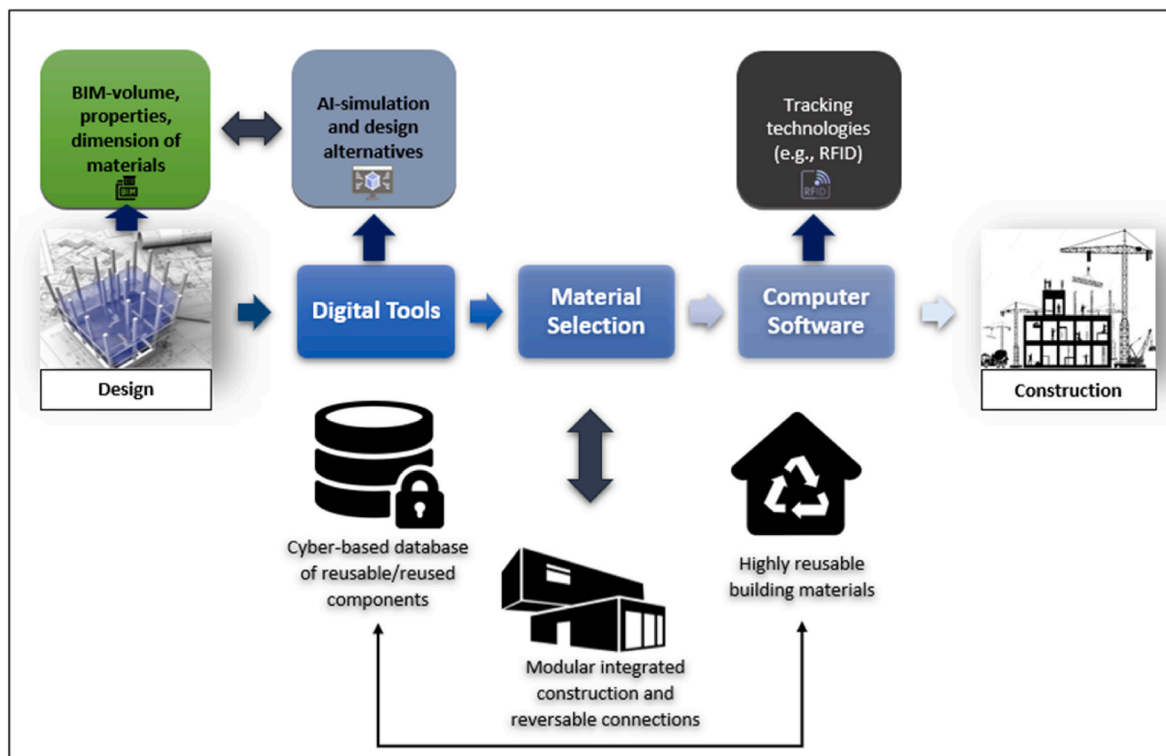 BIM-volume,
properties,
dimension of
materials
BIM
AI-simulation
and design
alternatives
Tracking
technologies
(e.g., RFID)
RFID
Design
Digital Tools
Material
Selection
Computer
Software
Construction
Cyber-based database
of reusable/reused
components
Modular integrated
construction and
reversable connections
Highly reusable
building materials